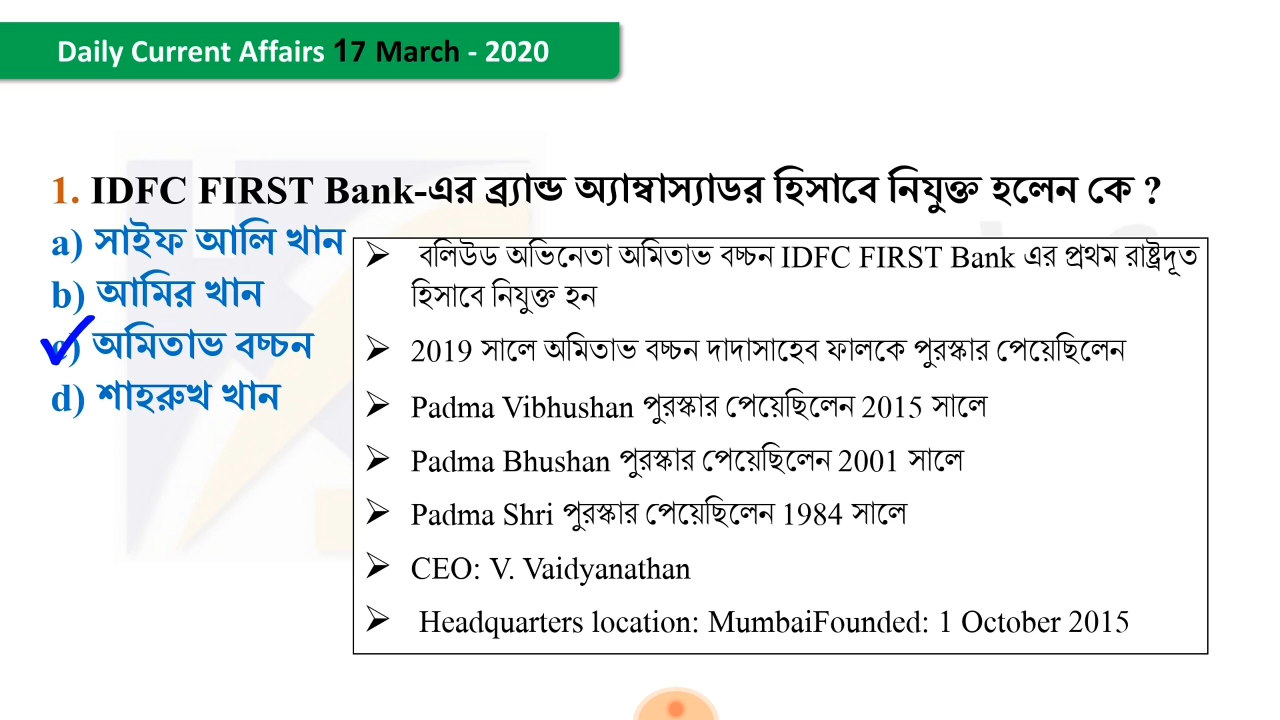 Daily Current Affairs 17 March - 2020
1. IDFC FIRST Bank-এর ব্র্যান্ড অ্যাম্বাস্যাডর হিসাবে নিযুক্ত হলেন কে ?
a) সাইফ আলি খান
b) আমির খান
c) অমিতাভ বচ্চন
d) শাহরুখ খান
➢ বলিউড অভিনেতা অমিতাভ বচ্চন IDFC FIRST Bank এর প্রথম রাষ্ট্রদূত
হিসাবে নিযুক্ত হন
➢ 2019 সালে অমিতাভ বচ্চন দাদাসাহেব ফালকে পুরস্কার পেয়েছিলেন
➢ Padma Vibhushan পুরস্কার পেয়েছিলেন 2015 সালে
➢ Padma Bhushan পুরস্কার পেয়েছিলেন 2001 সালে
➢ Padma Shri পুরস্কার পেয়েছিলেন 1984 সালে
➢ CEO: V. Vaidyanathan
➢ Headquarters location: MumbaiFounded: 1 October 2015